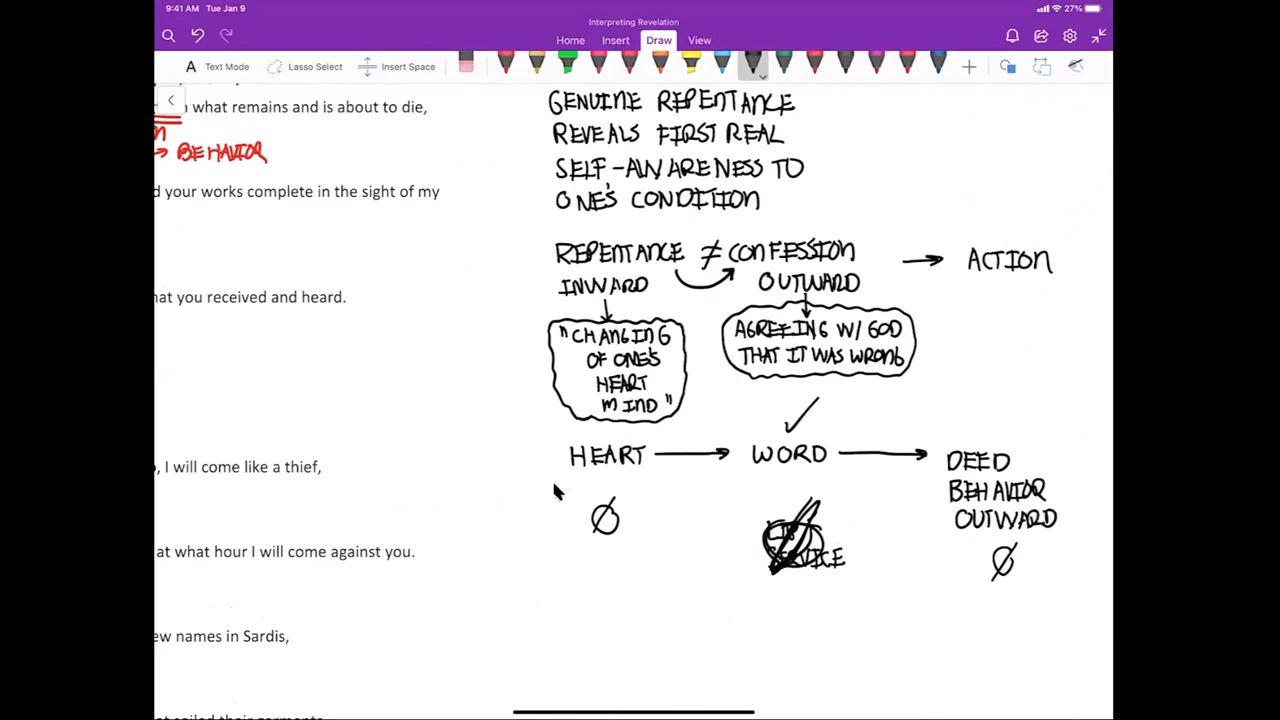 9:41 AM Tue Jan 9
27%
Interpreting Revelation
Home Insert Draw View
Text Mode Lasso Select Insert Space
what remains and is about to die,
BEHAVIOR
d your works complete in the sight of my
hat you received and heard.
o, I will come like a thief,
at what hour I will come against you.
ew names in Sardis,
GENUINE REPENTANCE
REVEALS FIRST REAL
SELF-AWARENESS TO
ONE'S CONDITION
REPENTANCE ≠ CONFESSION → ACTION
INWARD OUTWARD
"CHANGING
OF ONE'S
HEART
MIND"
AGREEING W/ GOD
THAT IT WAS WRONG
HEART → WORD → DEED
BEHAVIOR
OUTWARD
SERVICE